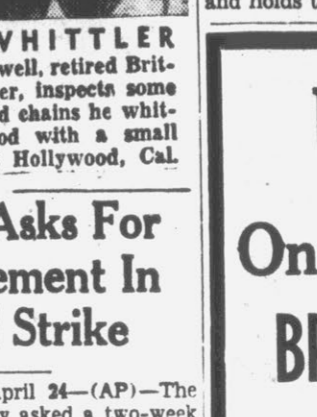 WHITTLER
well, retired Brit-
er, inspects some
d chains he whit-
od with a small
Hollywood, Cal.
Asks For
ement In
Strike
April 24—(AP)—The
y asked a two-week
and holds
On